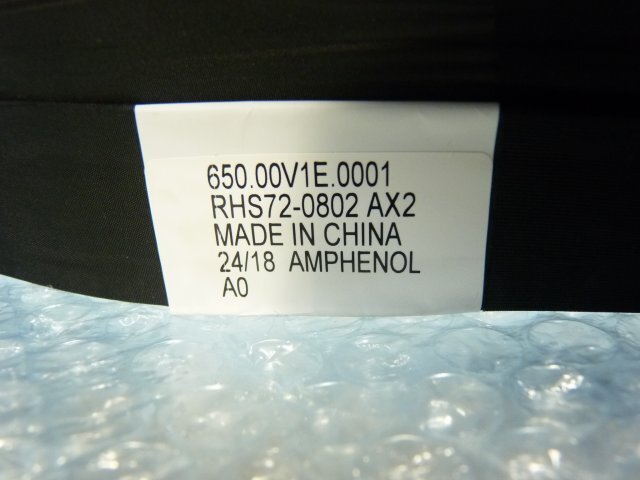 650.00V1E.0001
RHS72-0802 AX2
MADE IN CHINA
24/18 AMPHENOL
A0